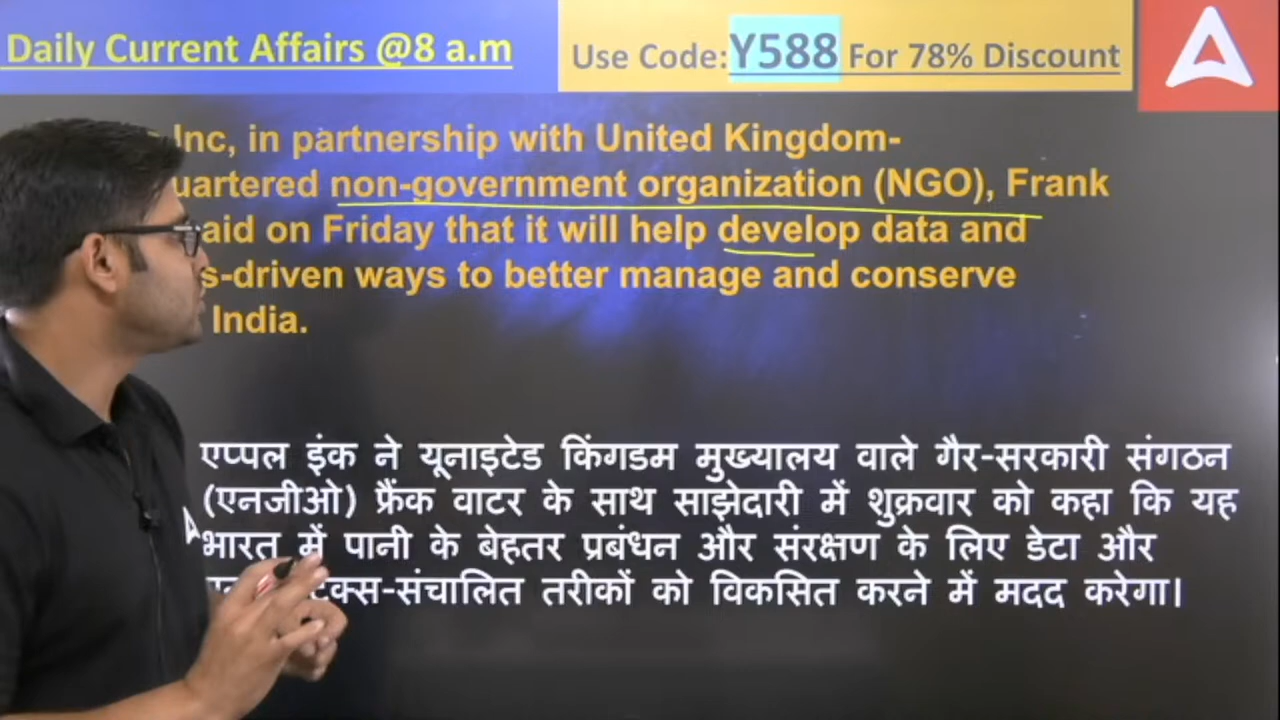 Daily Current Affairs @8 a.m
Use Code:Y588 For 78% Discount
Inc, in partnership with United Kingdom-
uartered non-government organization (NGO), Frank
aid on Friday that it will help develop data and
s-driven ways to better manage and conserve
India.
एप्पल इंक ने यूनाइटेड किंगडम मुख्यालय वाले गैर-सरकारी संगठन
(एनजीओ) फ्रैंक वाटर के साथ साझेदारी में शुक्रवार को कहा कि यह
भारत में पानी के बेहतर प्रबंधन और संरक्षण के लिए डेटा और
टिक्स-संचालित तरीकों को विकसित करने में मदद करेगा।